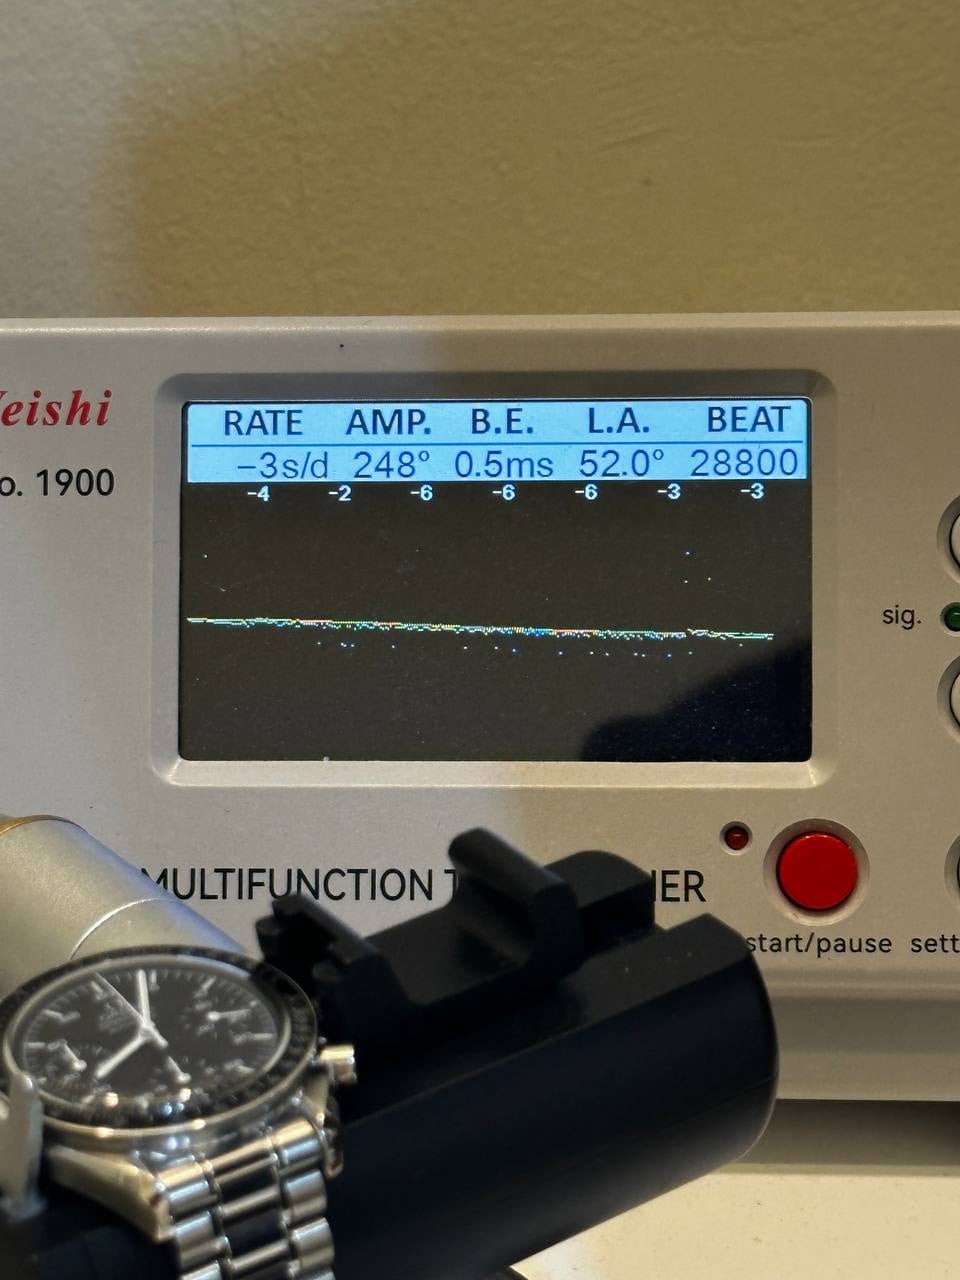 eishi
o. 1900
RATE AMP. B.E. L.A. BEAT
−3s/d 248° 0.5ms 52.0° 28800
-4 -2 -6 -6 -6 -3 -3
sig.
MULTIFUNCTION T
ER
start/pause sett